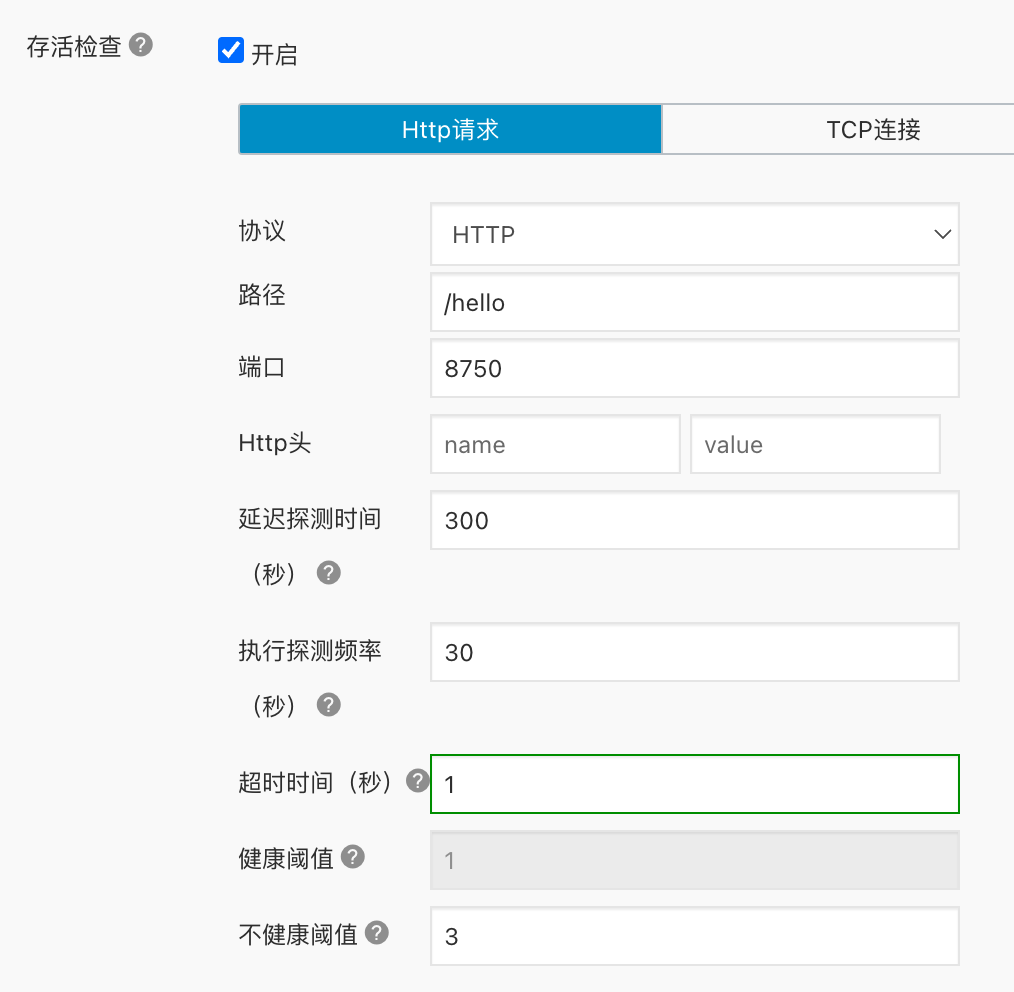 存活检查 ?
开启
Http请求 TCP连接
协议 HTTP
路径 /hello
端口 8750
Http头 name value
延迟探测时间 300
（秒） ?
执行探测频率 30
（秒） ?
超时时间（秒） ? 1
健康阈值 ? 1
不健康阈值 ? 3